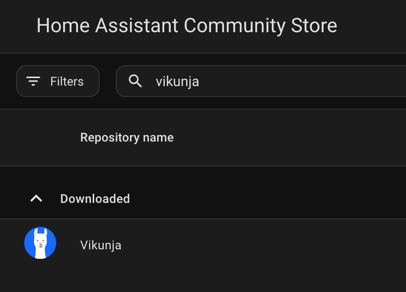 Home Assistant Community Store
Filters
vikunja
Repository name
Downloaded
Vikunja